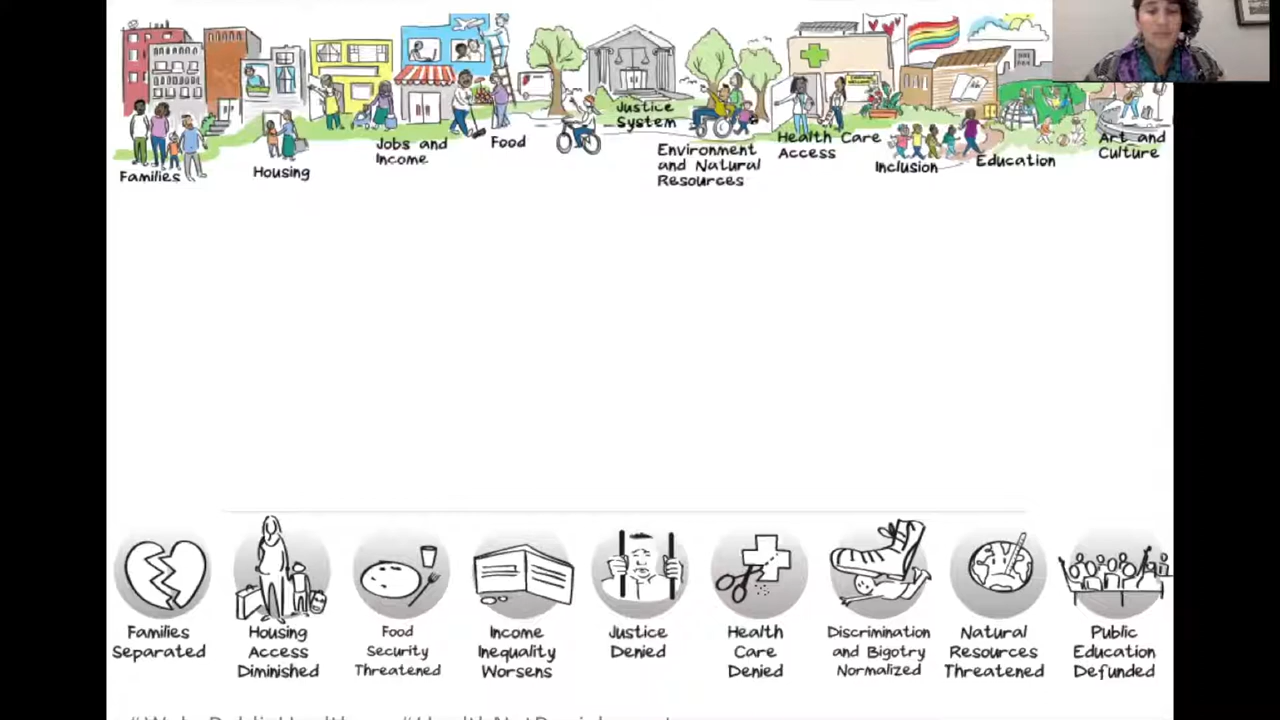 Families
Housing
Jobs and
Income
Food
Justice
System
Environment
and Natural
Resources
Health Care
Access
Inclusion
Education
Art and
Culture
Families
Separated
Housing
Access
Diminished
Food
Security
Threatened
Income
Inequality
Worsens
Justice
Denied
Health
Care
Denied
Discrimination
and Bigotry
Normalized
Natural
Resources
Threatened
Public
Education
Defunded